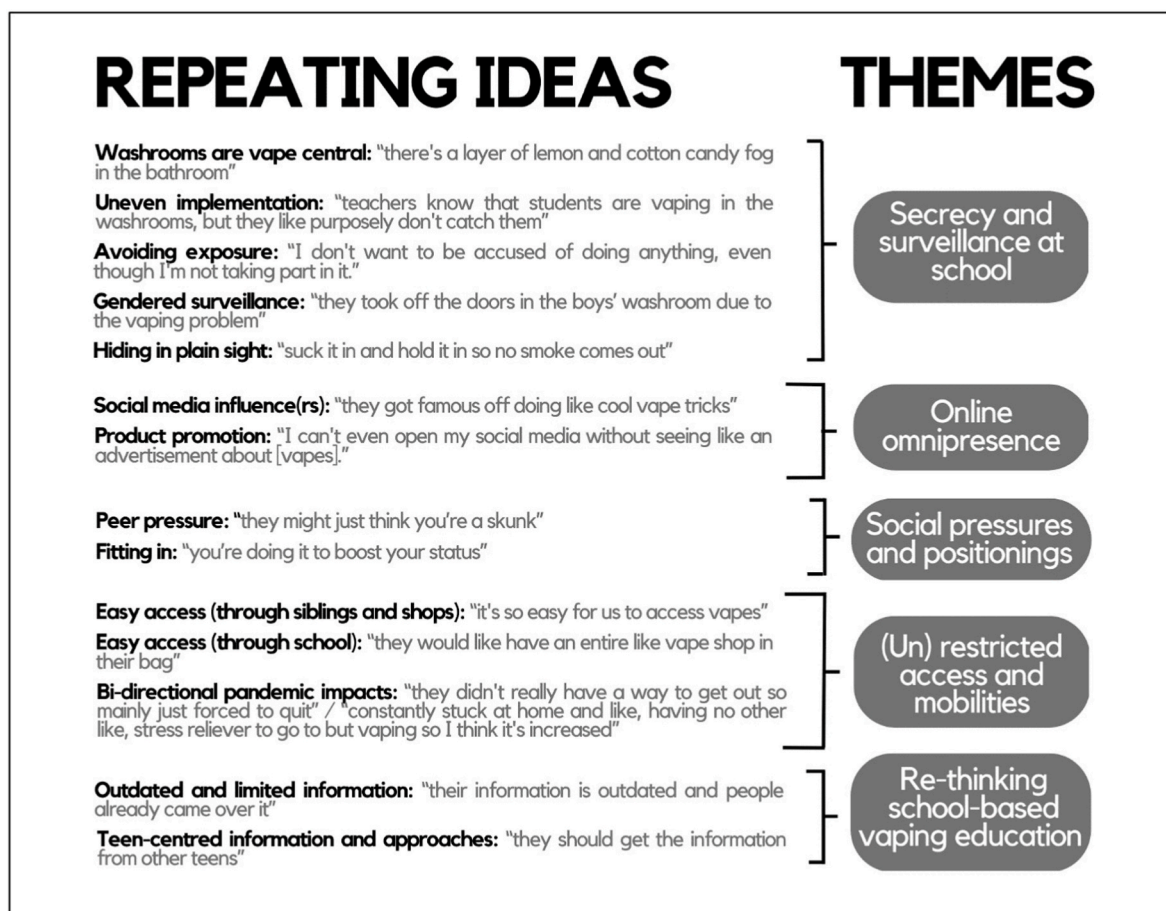 REPEATING IDEAS
THEMES
Washrooms are vape central: “there's a layer of lemon and cotton candy fog
in the bathroom”
Uneven implementation: “teachers know that students are vaping in the
washrooms, but they like purposely don't catch them”
Avoiding exposure: “I don't want to be accused of doing anything, even
though I'm not taking part in it.”
Gendered surveillance: “they took off the doors in the boys’ washroom due to
the vaping problem”
Hiding in plain sight: “suck it in and hold it in so no smoke comes out”
Secrecy and
surveillance at
school
Social media influence(rs): “they got famous off doing like cool vape tricks”
Product promotion: “I can't even open my social media without seeing like an
advertisement about [vapes].”
Online
omnipresence
Peer pressure: “they might just think you’re a skunk”
Fitting in: “you’re doing it to boost your status”
Social pressures
and positionings
Easy access (through siblings and shops): “it's so easy for us to access vapes”
Easy access (through school): “they would like have an entire like vape shop in
their bag”
Bi-directional pandemic impacts: “they didn't really have a way to get out so
mainly just forced to quit” / “constantly stuck at home and like, having no other
like, stress reliever to go to but vaping so I think it's increased”
(Un) restricted
access and
mobilities
Outdated and limited information: “their information is outdated and people
already came over it”
Teen-centred information and approaches: “they should get the information
from other teens”
Re-thinking
school-based
vaping education